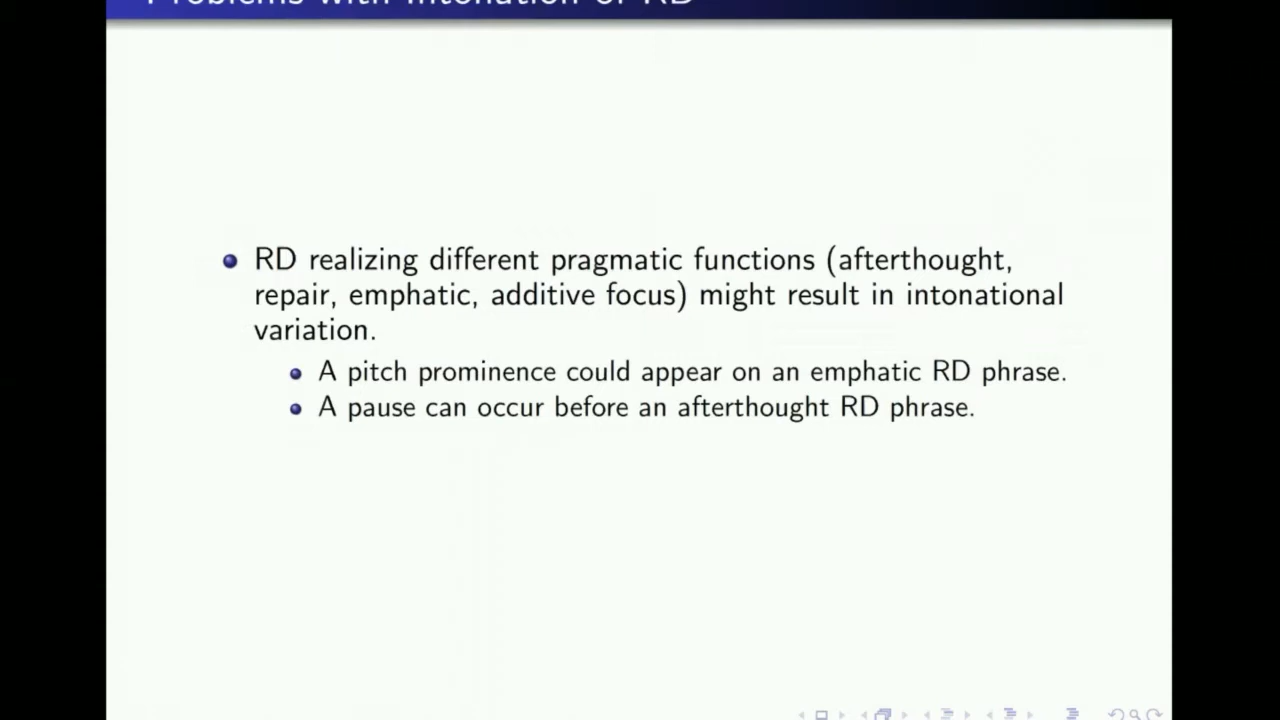 Problems with Intonation of RD
RD realizing different pragmatic functions (afterthought,
repair, emphatic, additive focus) might result in intonational
variation.
A pitch prominence could appear on an emphatic RD phrase.
A pause can occur before an afterthought RD phrase.